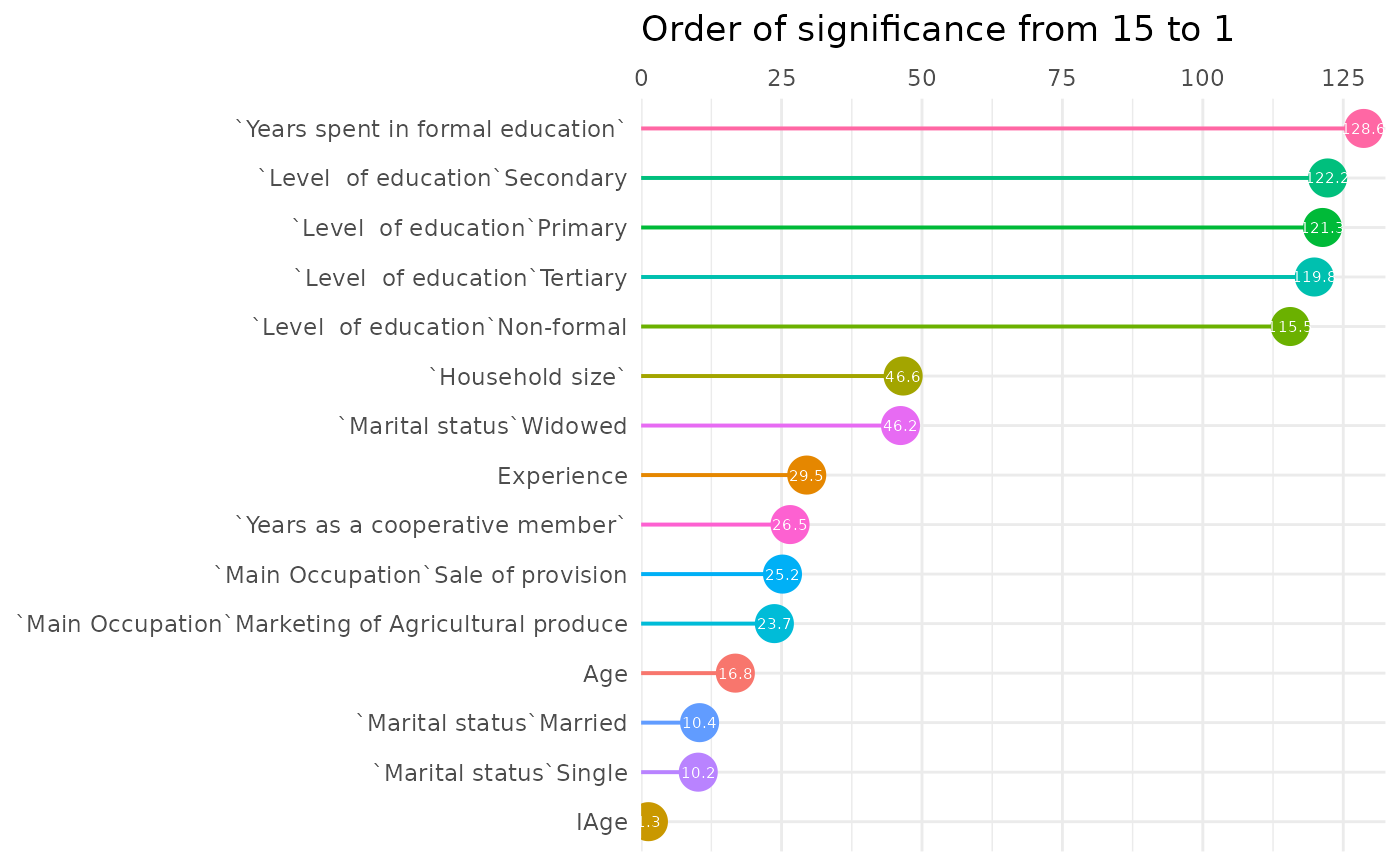 Order of significance from 15 to 1
0 25 50 75 100 125
`Years spent in formal education` 128.6
`Level  of education`Secondary 122.2
`Level  of education`Primary 121.3
`Level  of education`Tertiary 119.8
`Level  of education`Non-formal 115.5
`Household size` 46.6
`Marital status`Widowed 46.2
Experience 29.5
`Years as a cooperative member` 26.5
`Main Occupation`Sale of provision 25.2
`Main Occupation`Marketing of Agricultural produce 23.7
Age 16.8
`Marital status`Married 10.4
`Marital status`Single 10.2
IAge 1.3